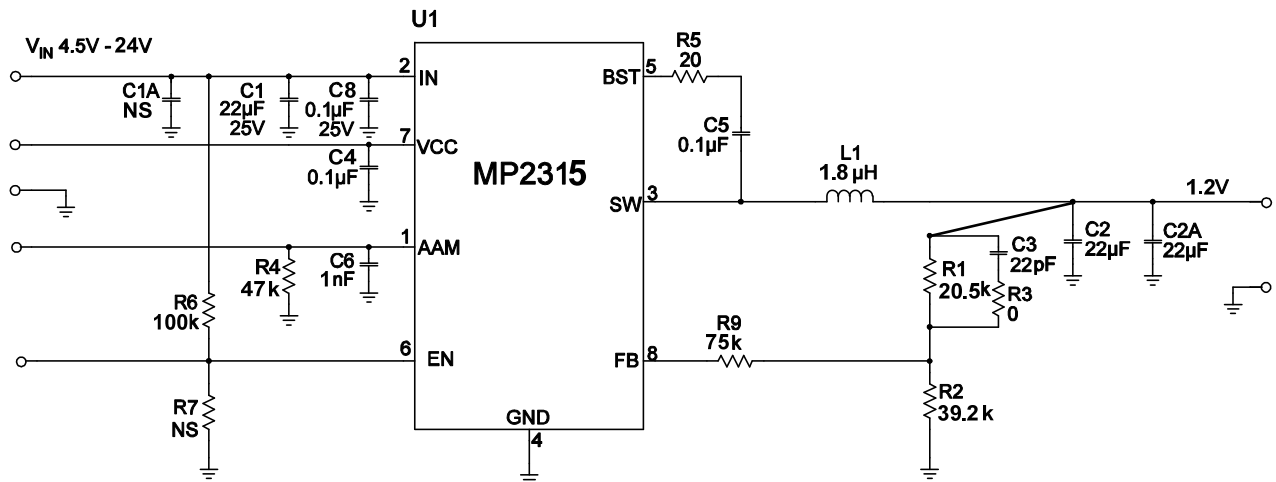 U1
V_IN 4.5V - 24V
C1A
NS
C1
22µF
25V
C8
0.1µF
25V
2
IN
BST
5
R5
20
C5
0.1µF
7
VCC
C4
0.1µF
MP2315
L1
1.8 µH
1.2V
SW
3
1
AAM
R4
47k
C6
1nF
C3
22pF
C2
22µF
C2A
22µF
R1
20.5k
R3
0
R6
100k
R9
75k
6
EN
FB
8
R7
NS
R2
39.2k
GND
4